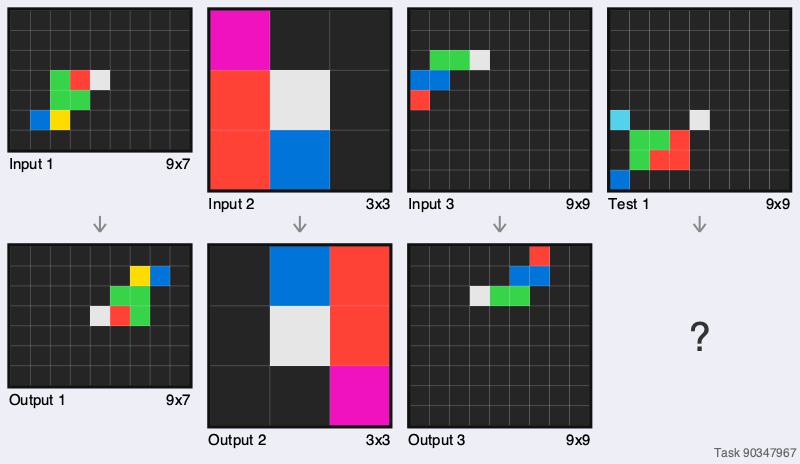 Input 1 9x7
Input 2 3x3
Input 3 9x9
Test 1 9x9
?
Output 1 9x7
Output 2 3x3
Output 3 9x9
Task 90347967